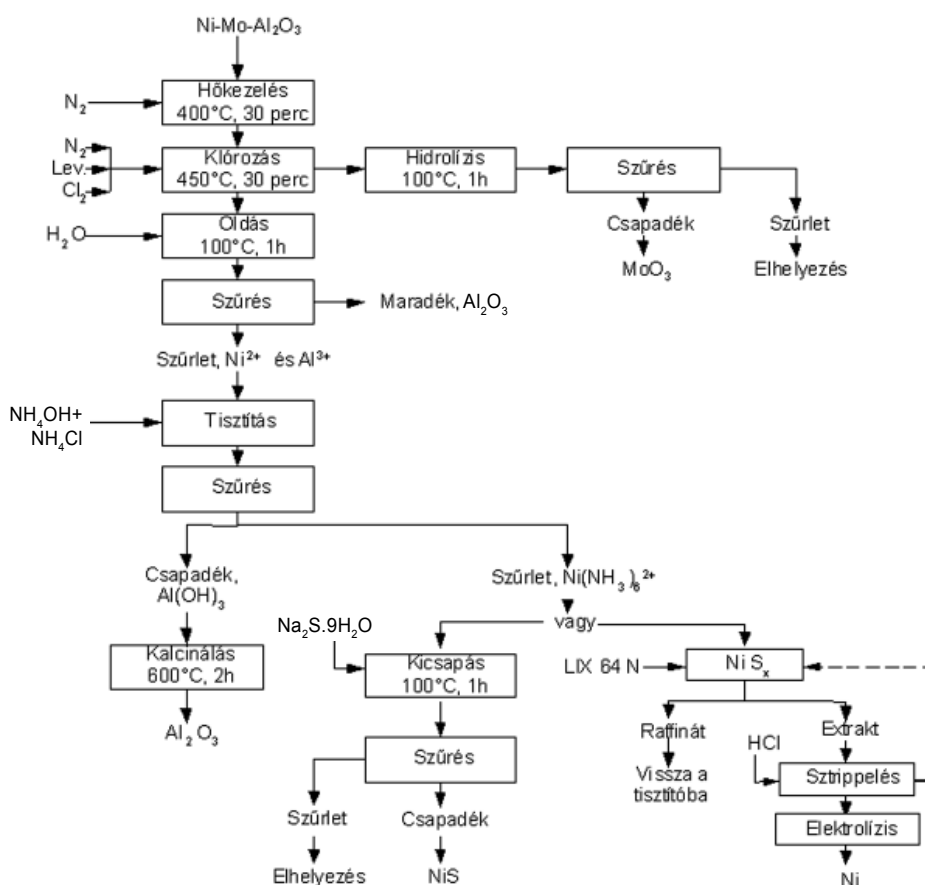 Ni-Mo-Al₂O₃
Hőkezelés
400°C, 30 perc
N₂
N₂
Lev.
Cl₂
Klórozás
450°C, 30 perc
Hidrolízis
100°C, 1h
Szűrés
Csapadék
MoO₃
Szűrlet
Elhelyezés
H₂O
Oldás
100°C, 1h
Szűrés
Maradék, Al₂O₃
Szűrlet, Ni²⁺ és Al³⁺
NH₄OH+
NH₄Cl
Tisztítás
Szűrés
Csapadék,
Al(OH)₃
Kalcinálás
600°C, 2h
Al₂O₃
Szűrlet, Ni(NH₃)₆²⁺
vagy
Na₂S.9H₂O
Kicsapás
100°C, 1h
Szűrés
Szűrlet
Elhelyezés
Csapadék
NiS
LIX 64 N
Ni Sₓ
Raffinát
Vissza a
tisztítóba
Extrakt
HCl
Sztrippelés
Elektrolízis
Ni